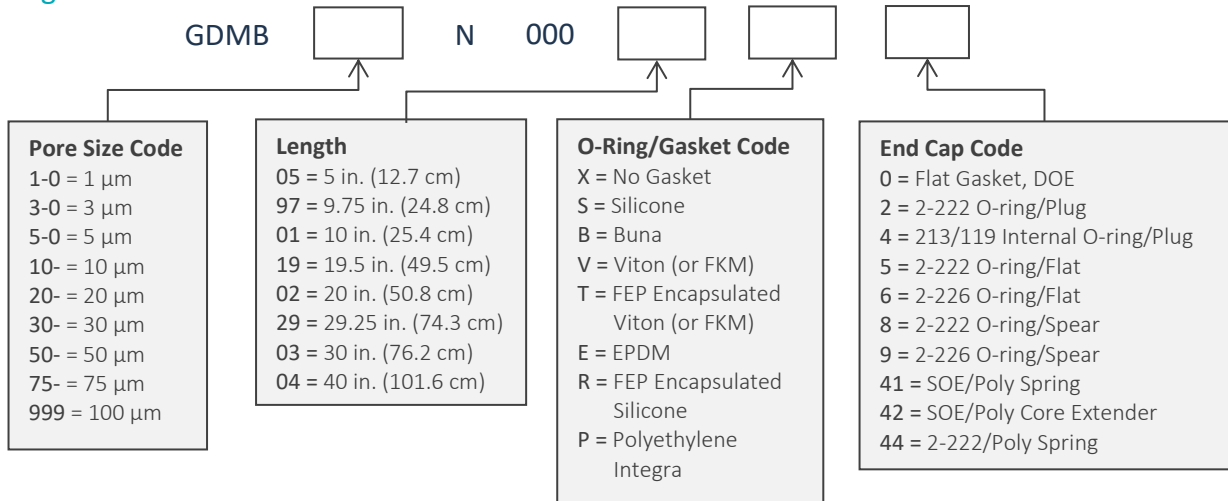 GDMB N 000
Pore Size Code
1-0 = 1 µm
3-0 = 3 µm
5-0 = 5 µm
10- = 10 µm
20- = 20 µm
30- = 30 µm
50- = 50 µm
75- = 75 µm
999 = 100 µm
Length
05 = 5 in. (12.7 cm)
97 = 9.75 in. (24.8 cm)
01 = 10 in. (25.4 cm)
19 = 19.5 in. (49.5 cm)
02 = 20 in. (50.8 cm)
29 = 29.25 in. (74.3 cm)
03 = 30 in. (76.2 cm)
04 = 40 in. (101.6 cm)
O-Ring/Gasket Code
X = No Gasket
S = Silicone
B = Buna
V = Viton (or FKM)
T = FEP Encapsulated
Viton (or FKM)
E = EPDM
R = FEP Encapsulated
Silicone
P = Polyethylene
Integra
End Cap Code
0 = Flat Gasket, DOE
2 = 2-222 O-ring/Plug
4 = 213/119 Internal O-ring/Plug
5 = 2-222 O-ring/Flat
6 = 2-226 O-ring/Flat
8 = 2-222 O-ring/Spear
9 = 2-226 O-ring/Spear
41 = SOE/Poly Spring
42 = SOE/Poly Core Extender
44 = 2-222/Poly Spring